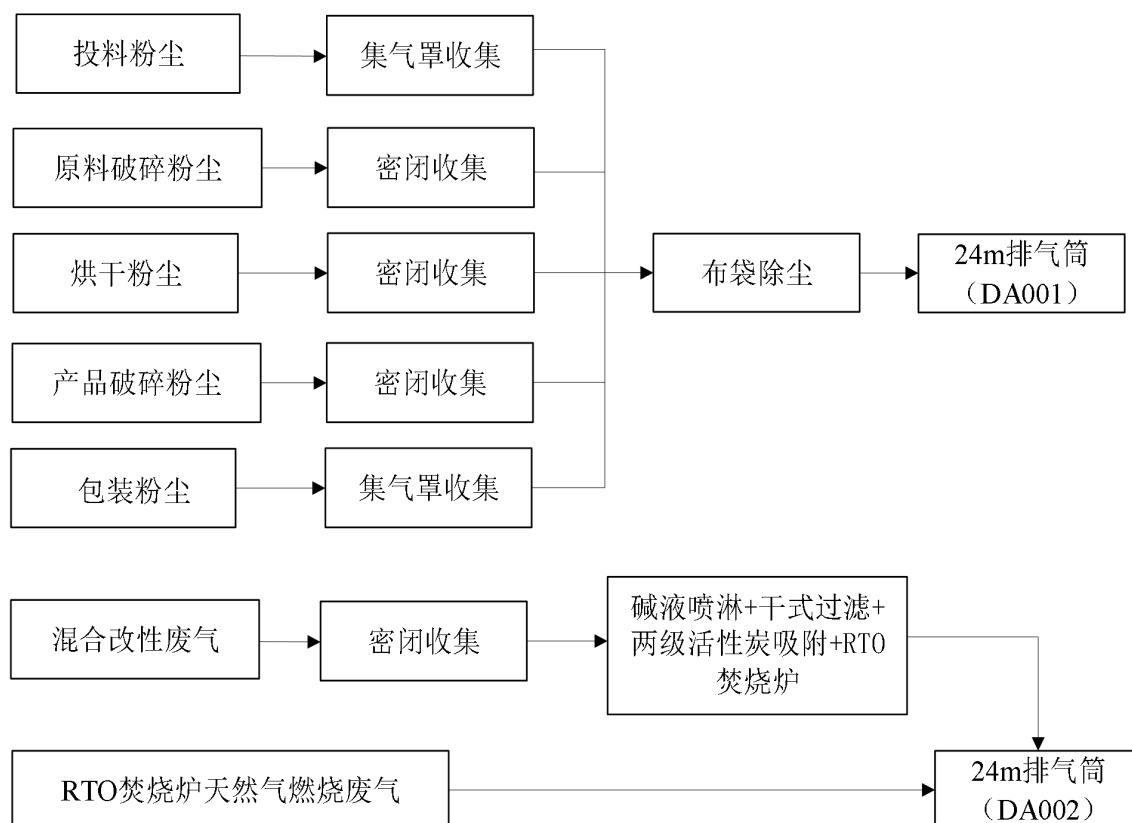 投料粉尘
集气罩收集
原料破碎粉尘
密闭收集
烘干粉尘
密闭收集
布袋除尘
24m排气筒
（DA001）
产品破碎粉尘
密闭收集
包装粉尘
集气罩收集
混合改性废气
密闭收集
碱液喷淋+干式过滤+
两级活性炭吸附+RTO
焚烧炉
RTO焚烧炉天然气燃烧废气
24m排气筒
（DA002）